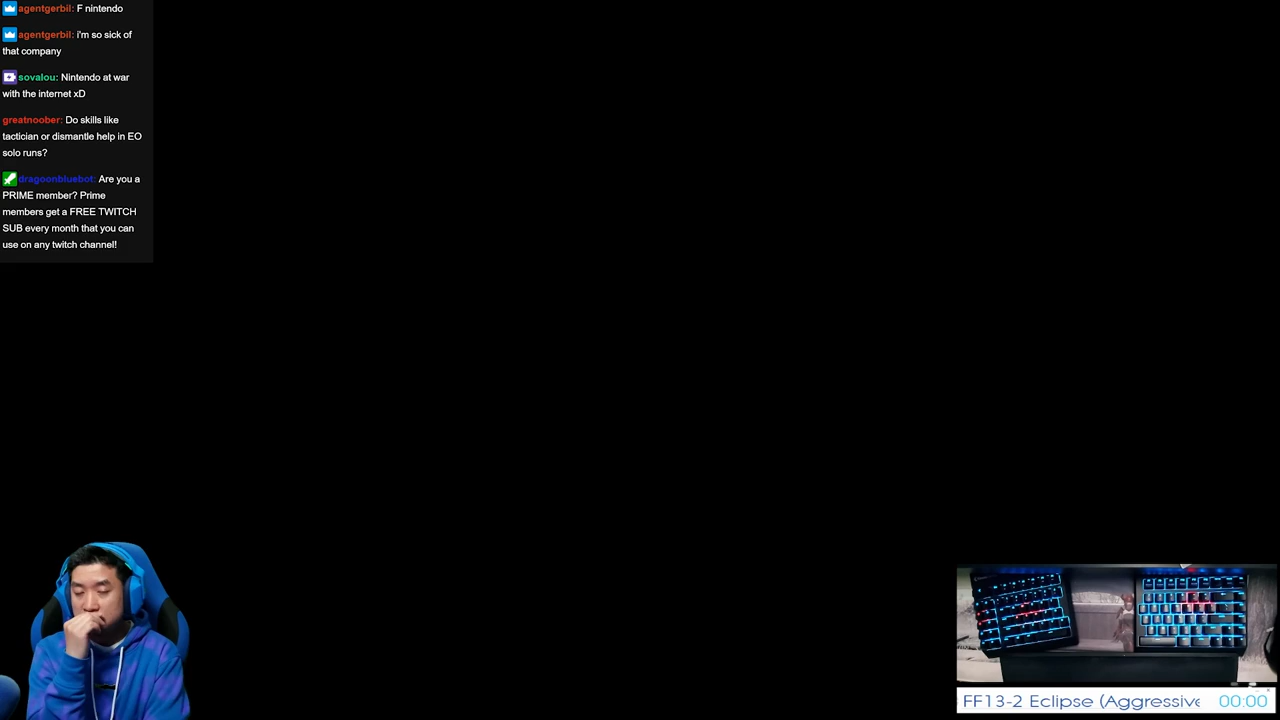 agentgerbil: F nintendo
agentgerbil: i'm so sick of
that company
sovalou: Nintendo at war
with the internet xD
greatnoober: Do skills like
tactician or dismantle help in EO
solo runs?
dragoonbluebot: Are you a
PRIME member? Prime
members get a FREE TWITCH
SUB every month that you can
use on any twitch channel!
FF13-2 Eclipse (Aggressive 00:00